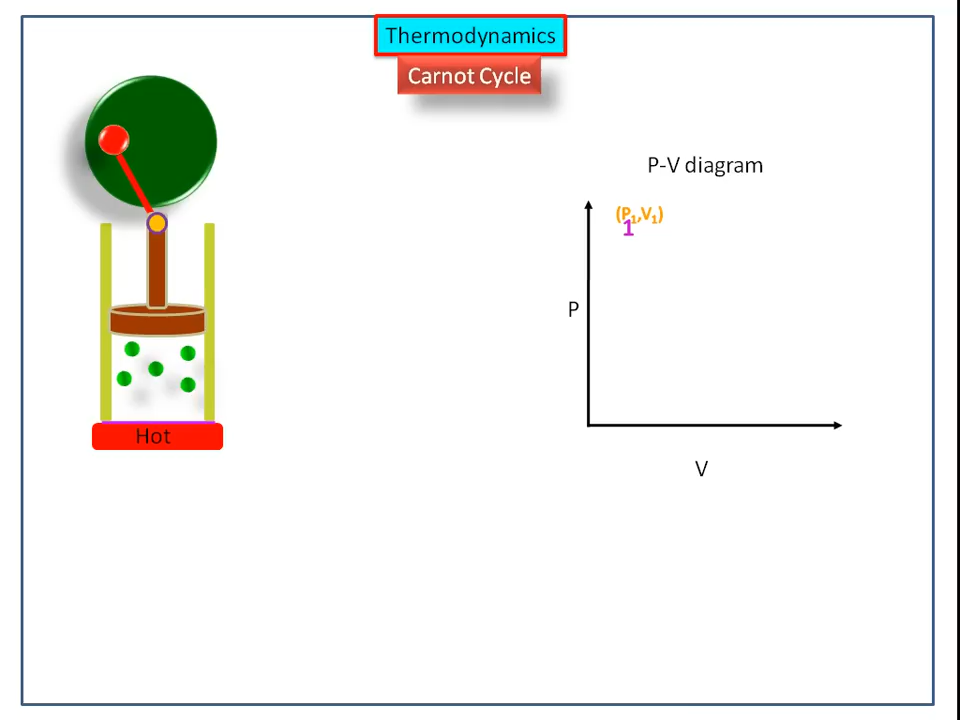 Thermodynamics
Carnot Cycle
P-V diagram
(P₁,V₁)
1
P
Hot
V